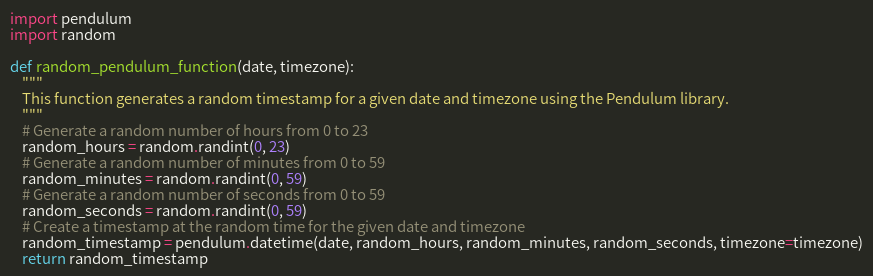 import pendulum
import random

def random_pendulum_function(date, timezone):
    """
    This function generates a random timestamp for a given date and timezone using the Pendulum library.
    """
    # Generate a random number of hours from 0 to 23
    random_hours = random.randint(0, 23)
    # Generate a random number of minutes from 0 to 59
    random_minutes = random.randint(0, 59)
    # Generate a random number of seconds from 0 to 59
    random_seconds = random.randint(0, 59)
    # Create a timestamp at the random time for the given date and timezone
    random_timestamp = pendulum.datetime(date, random_hours, random_minutes, random_seconds, timezone=timezone)
    return random_timestamp